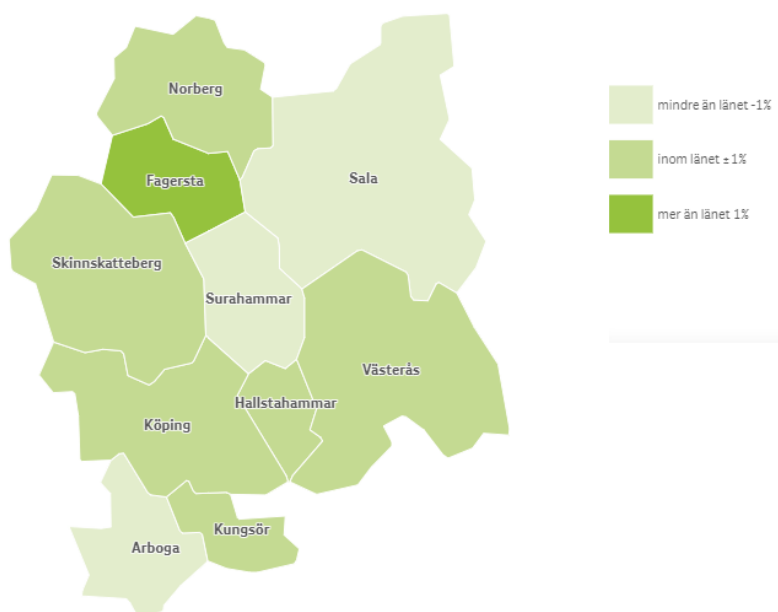 Norberg
mindre än länet -1%
inom länet ± 1%
Fagersta
Sala
mer än länet 1%
Skinnskatteberg
Surahammar
Västerås
Hallstahammar
Köping
Kungsör
Arboga